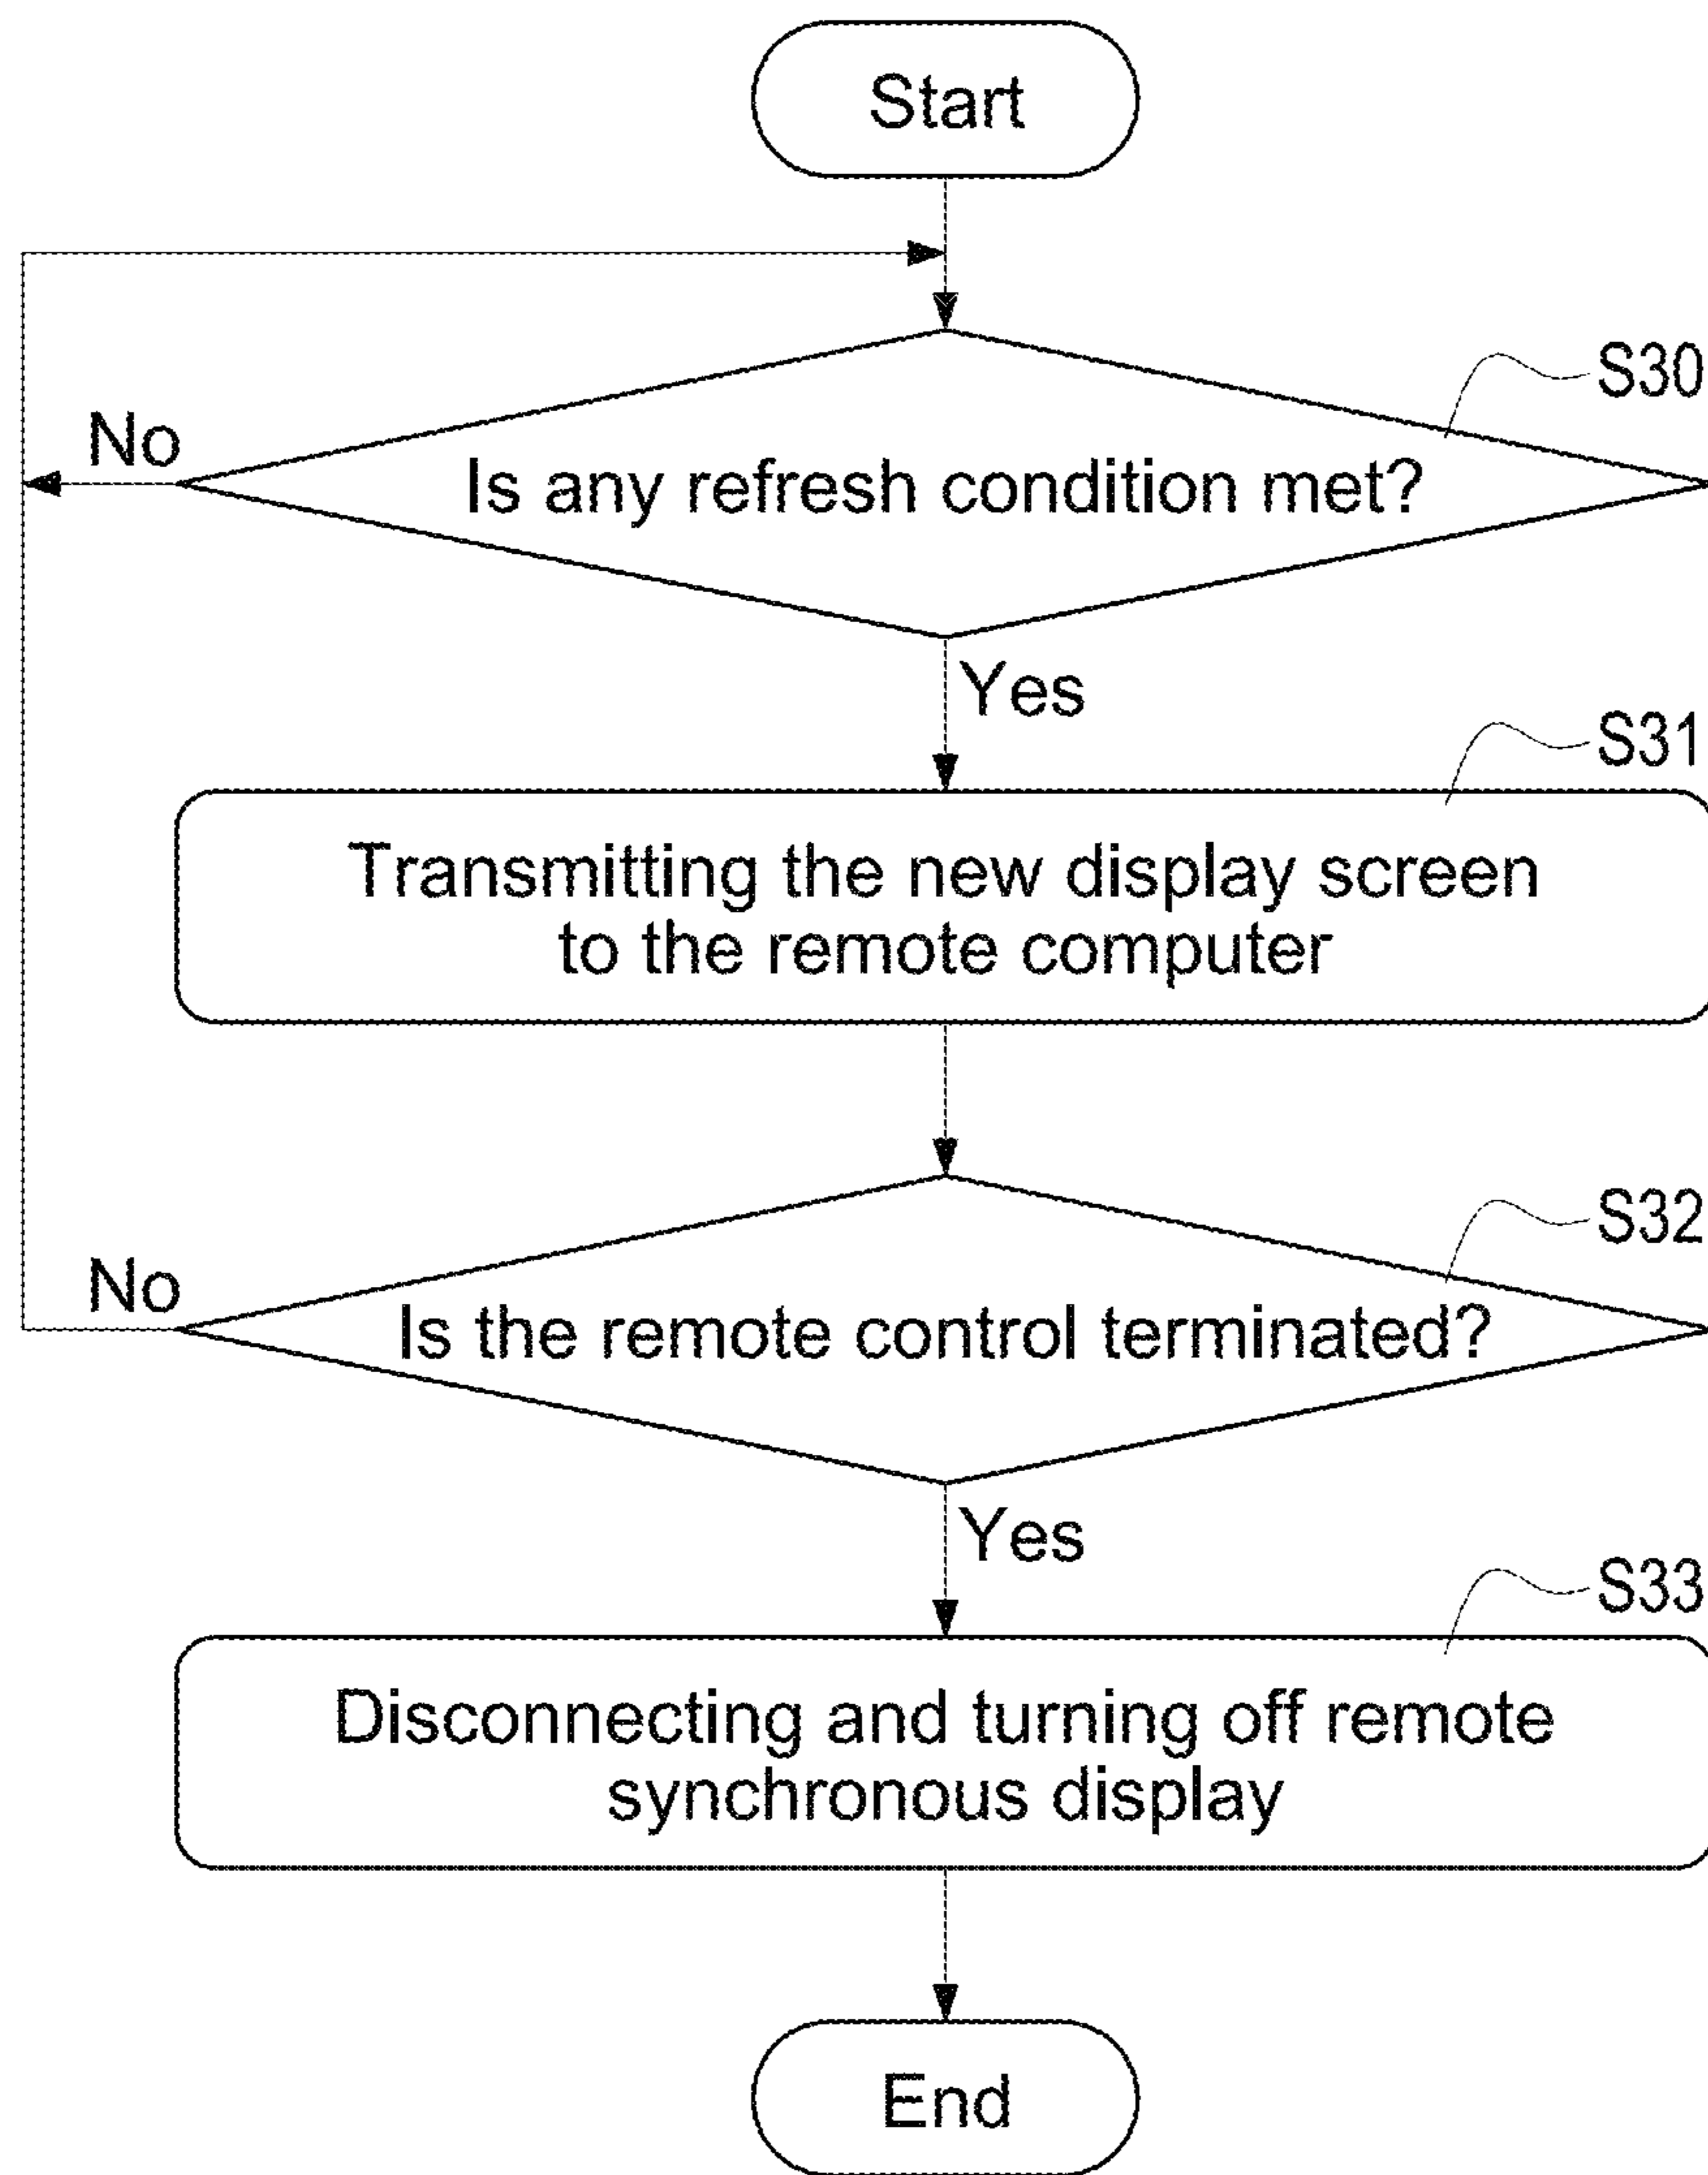 Start
S30
No
Is any refresh condition met?
Yes
S31
Transmitting the new display screen
to the remote computer
S32
No
Is the remote control terminated?
Yes
S33
Disconnecting and turning off remote
synchronous display
End